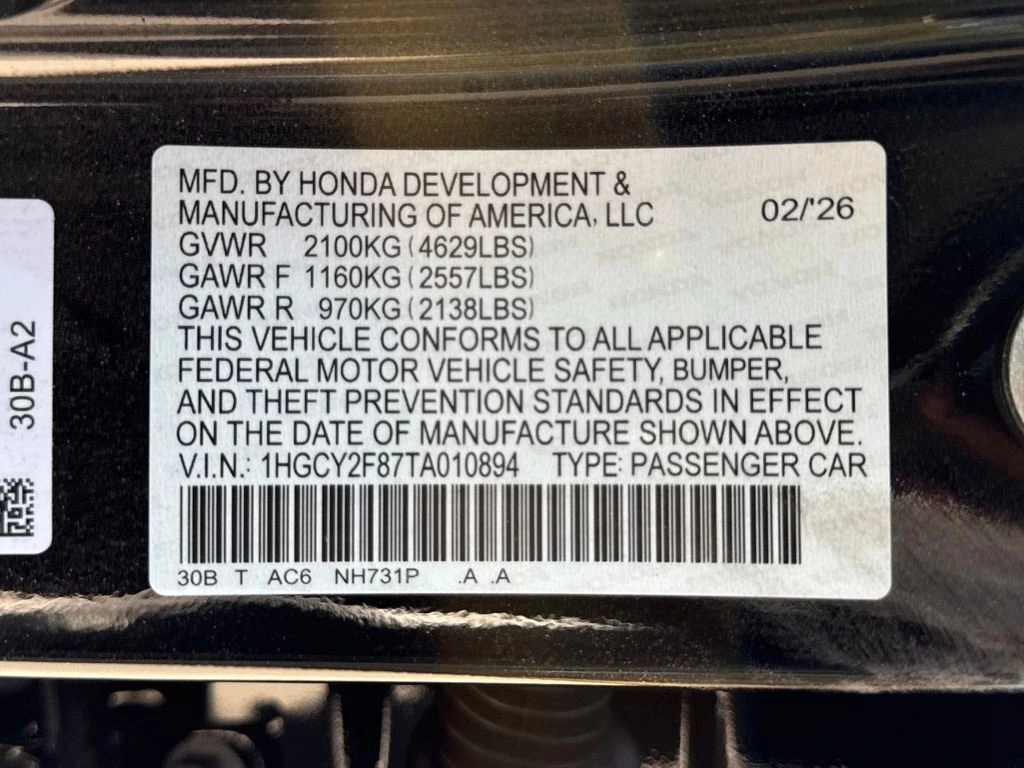 MFD. BY HONDA DEVELOPMENT &
MANUFACTURING OF AMERICA, LLC 02/'26
GVWR 2100KG (4629LBS)
GAWR F 1160KG (2557LBS)
GAWR R 970KG (2138LBS)
THIS VEHICLE CONFORMS TO ALL APPLICABLE
FEDERAL MOTOR VEHICLE SAFETY, BUMPER,
AND THEFT PREVENTION STANDARDS IN EFFECT
ON THE DATE OF MANUFACTURE SHOWN ABOVE.
V.I.N.: 1HGCY2F87TA010894 TYPE: PASSENGER CAR
30B T AC6 NH731P .A .A
30B-A2